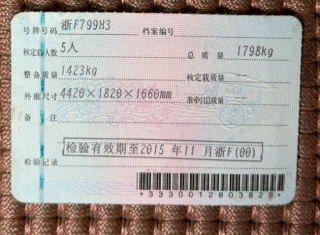 号牌号码 浙F799H3 档案编号
核定载人数 5人 总质量 1798kg
整备质量 1423kg 核定载质量 --
外廓尺寸 4420×1820×1660mm 准牵引总质量 --
备注
检验有效期至2015 年11 月浙F(00)
检验记录
*3330012903829*